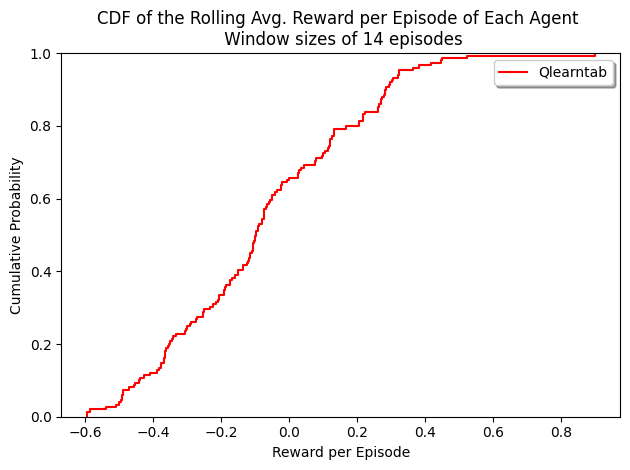 CDF of the Rolling Avg. Reward per Episode of Each Agent
Window sizes of 14 episodes
Qlearntab
Cumulative Probability
1.0
0.8
0.6
0.4
0.2
0.0
−0.6 −0.4 −0.2 0.0 0.2 0.4 0.6 0.8
Reward per Episode